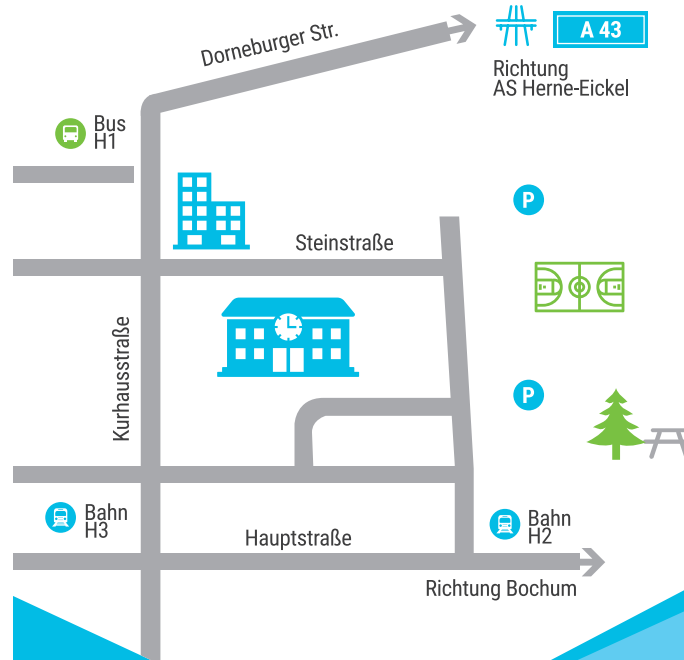 Dorneburger Str.
A 43
Richtung
AS Herne-Eickel
Bus
H1
P
Steinstraße
Kurhausstraße
P
Bahn
H3
Hauptstraße
Bahn
H2
Richtung Bochum